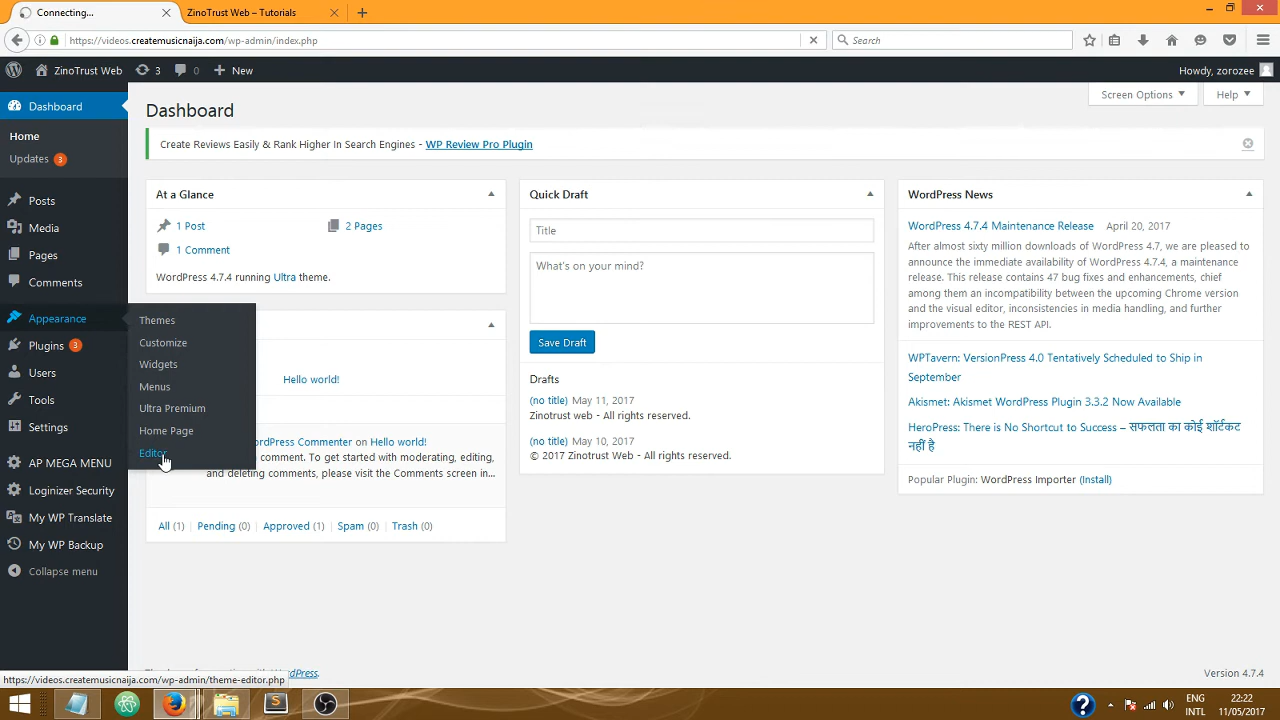 Connecting...
ZinoTrust Web – Tutorials
https://videos.createmusicnaija.com/wp-admin/index.php
Search
ZinoTrust Web
3
0
New
Howdy, zorozee
Dashboard
Home
Updates 3
Posts
Media
Pages
Comments
Appearance
Plugins 3
Users
Tools
Settings
AP MEGA MENU
Loginizer Security
My WP Translate
My WP Backup
Collapse menu
Themes
Customize
Widgets
Menus
Ultra Premium
Home Page
Editor
Screen Options
Help
Dashboard
Create Reviews Easily & Rank Higher In Search Engines - WP Review Pro Plugin
At a Glance
1 Post
2 Pages
1 Comment
WordPress 4.7.4 running Ultra theme.
Hello world!
WordPress Commenter on Hello world!
comment. To get started with moderating, editing,
and deleting comments, please visit the Comments screen in...
All (1) | Pending (0) | Approved (1) | Spam (0) | Trash (0)
Quick Draft
Title
What's on your mind?
Save Draft
Drafts
(no title) May 11, 2017
Zinotrust web - All rights reserved.
(no title) May 10, 2017
© 2017 Zinotrust Web - All rights reserved.
WordPress News
WordPress 4.7.4 Maintenance Release April 20, 2017
After almost sixty million downloads of WordPress 4.7, we are pleased to
announce the immediate availability of WordPress 4.7.4, a maintenance
release. This release contains 47 bug fixes and enhancements, chief
among them an incompatibility between the upcoming Chrome version
and the visual editor, inconsistencies in media handling, and further
improvements to the REST API.
WPTavern: VersionPress 4.0 Tentatively Scheduled to Ship in
September
Akismet: Akismet WordPress Plugin 3.3.2 Now Available
HeroPress: There is No Shortcut to Success – सफलता का कोई शॉर्टकट
नहीं है
Popular Plugin: WordPress Importer (Install)
Version 4.7.4
https://videos.createmusicnaija.com/wp-admin/theme-editor.php
ENG
INTL
22:22
11/05/2017